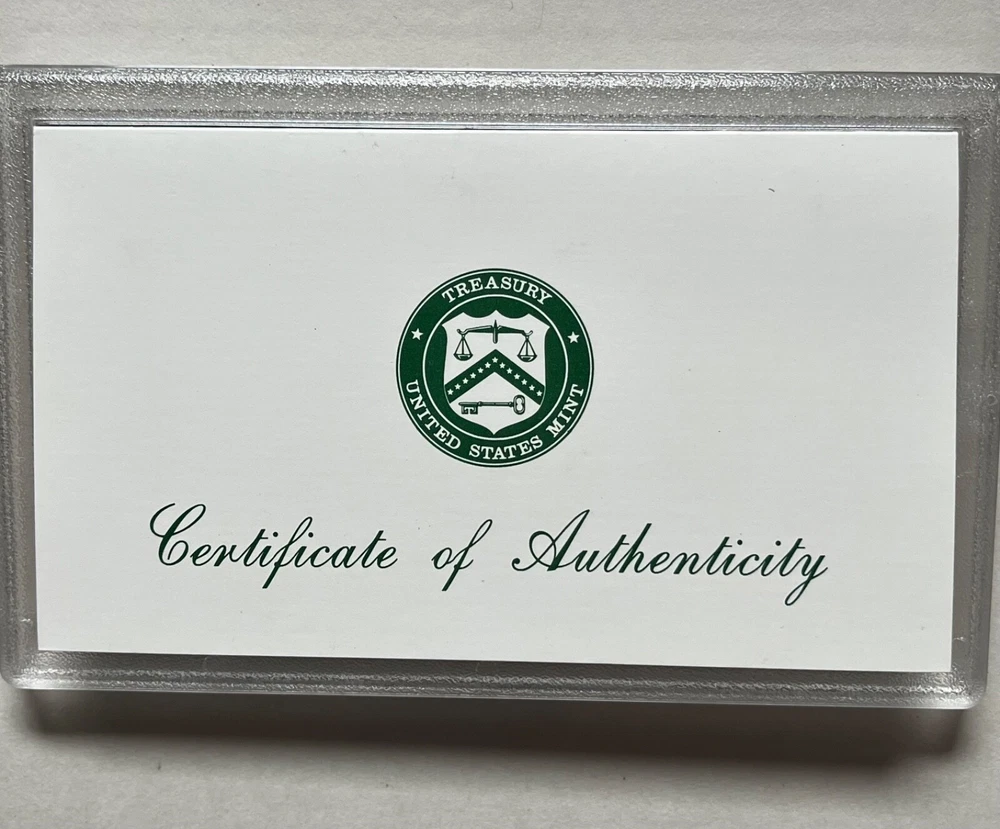 TREASURY
UNITED STATES MINT
Certificate of Authenticity